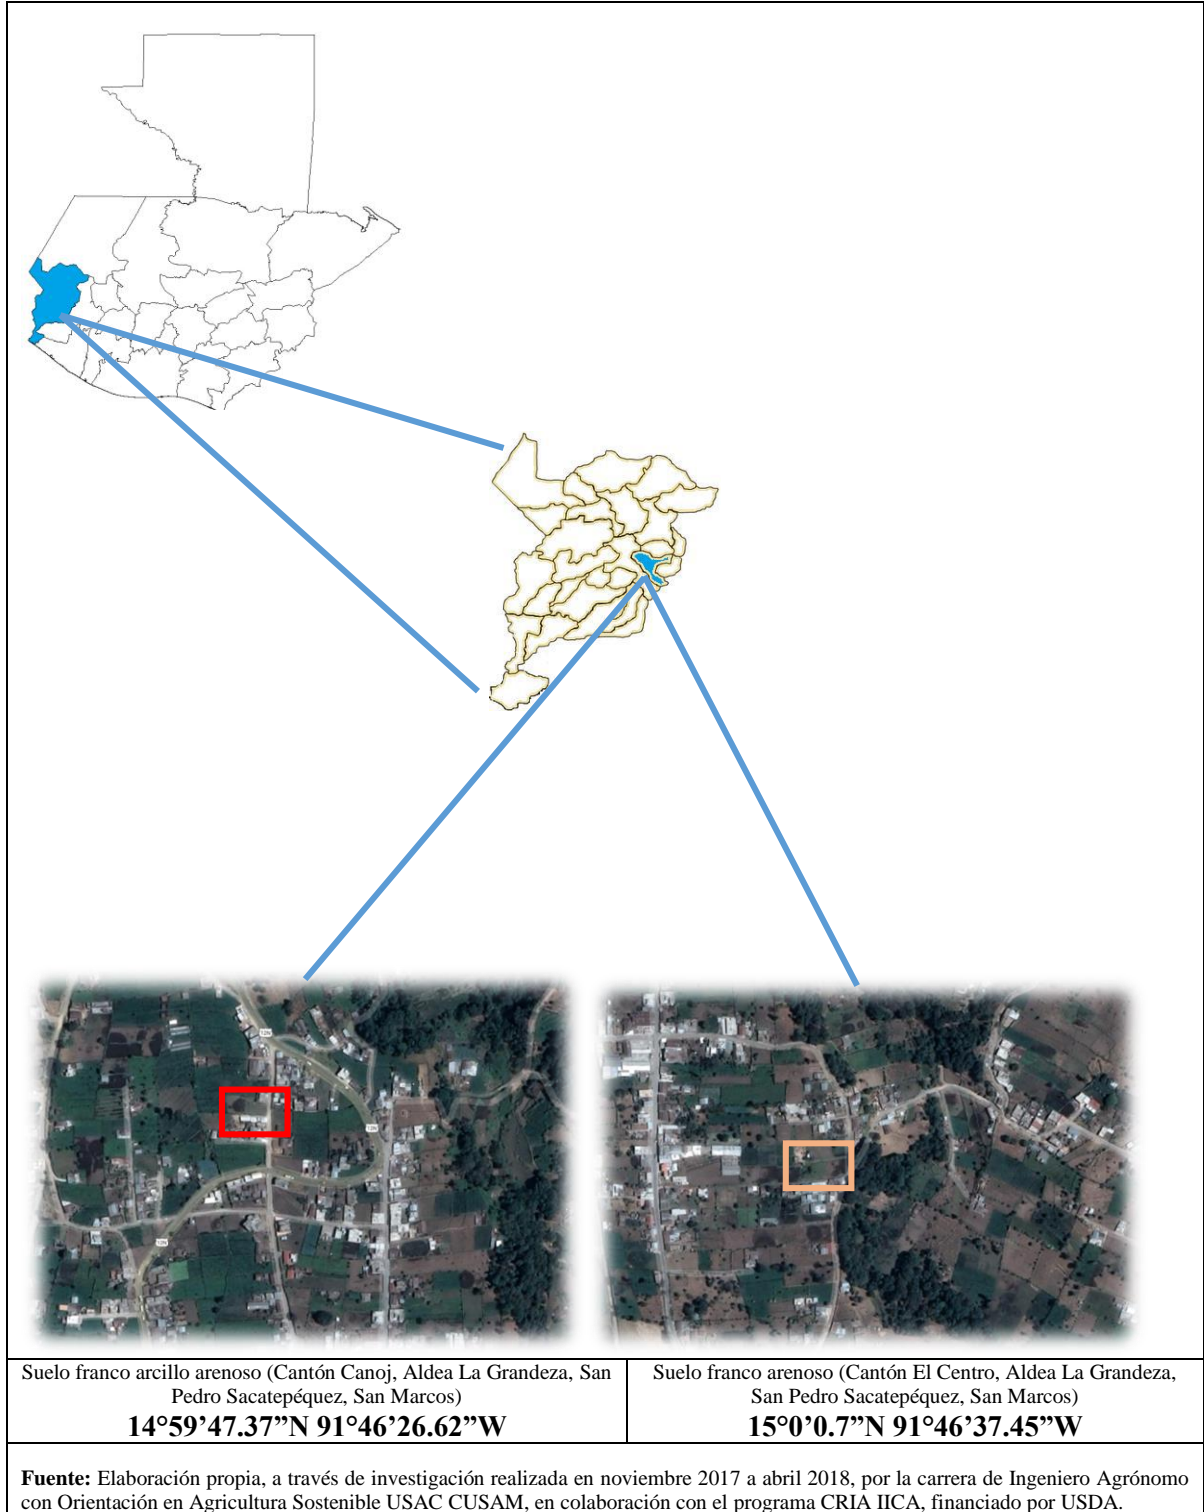 Suelo franco arcillo arenoso (Cantón Canoj, Aldea La Grandeza, San
Pedro Sacatepéquez, San Marcos)
14°59’47.37”N 91°46’26.62”W
Suelo franco arenoso (Cantón El Centro, Aldea La Grandeza,
San Pedro Sacatepéquez, San Marcos)
15°0’0.7”N 91°46’37.45”W
Fuente: Elaboración propia, a través de investigación realizada en noviembre 2017 a abril 2018, por la carrera de Ingeniero Agrónomo
con Orientación en Agricultura Sostenible USAC CUSAM, en colaboración con el programa CRIA IICA, financiado por USDA.